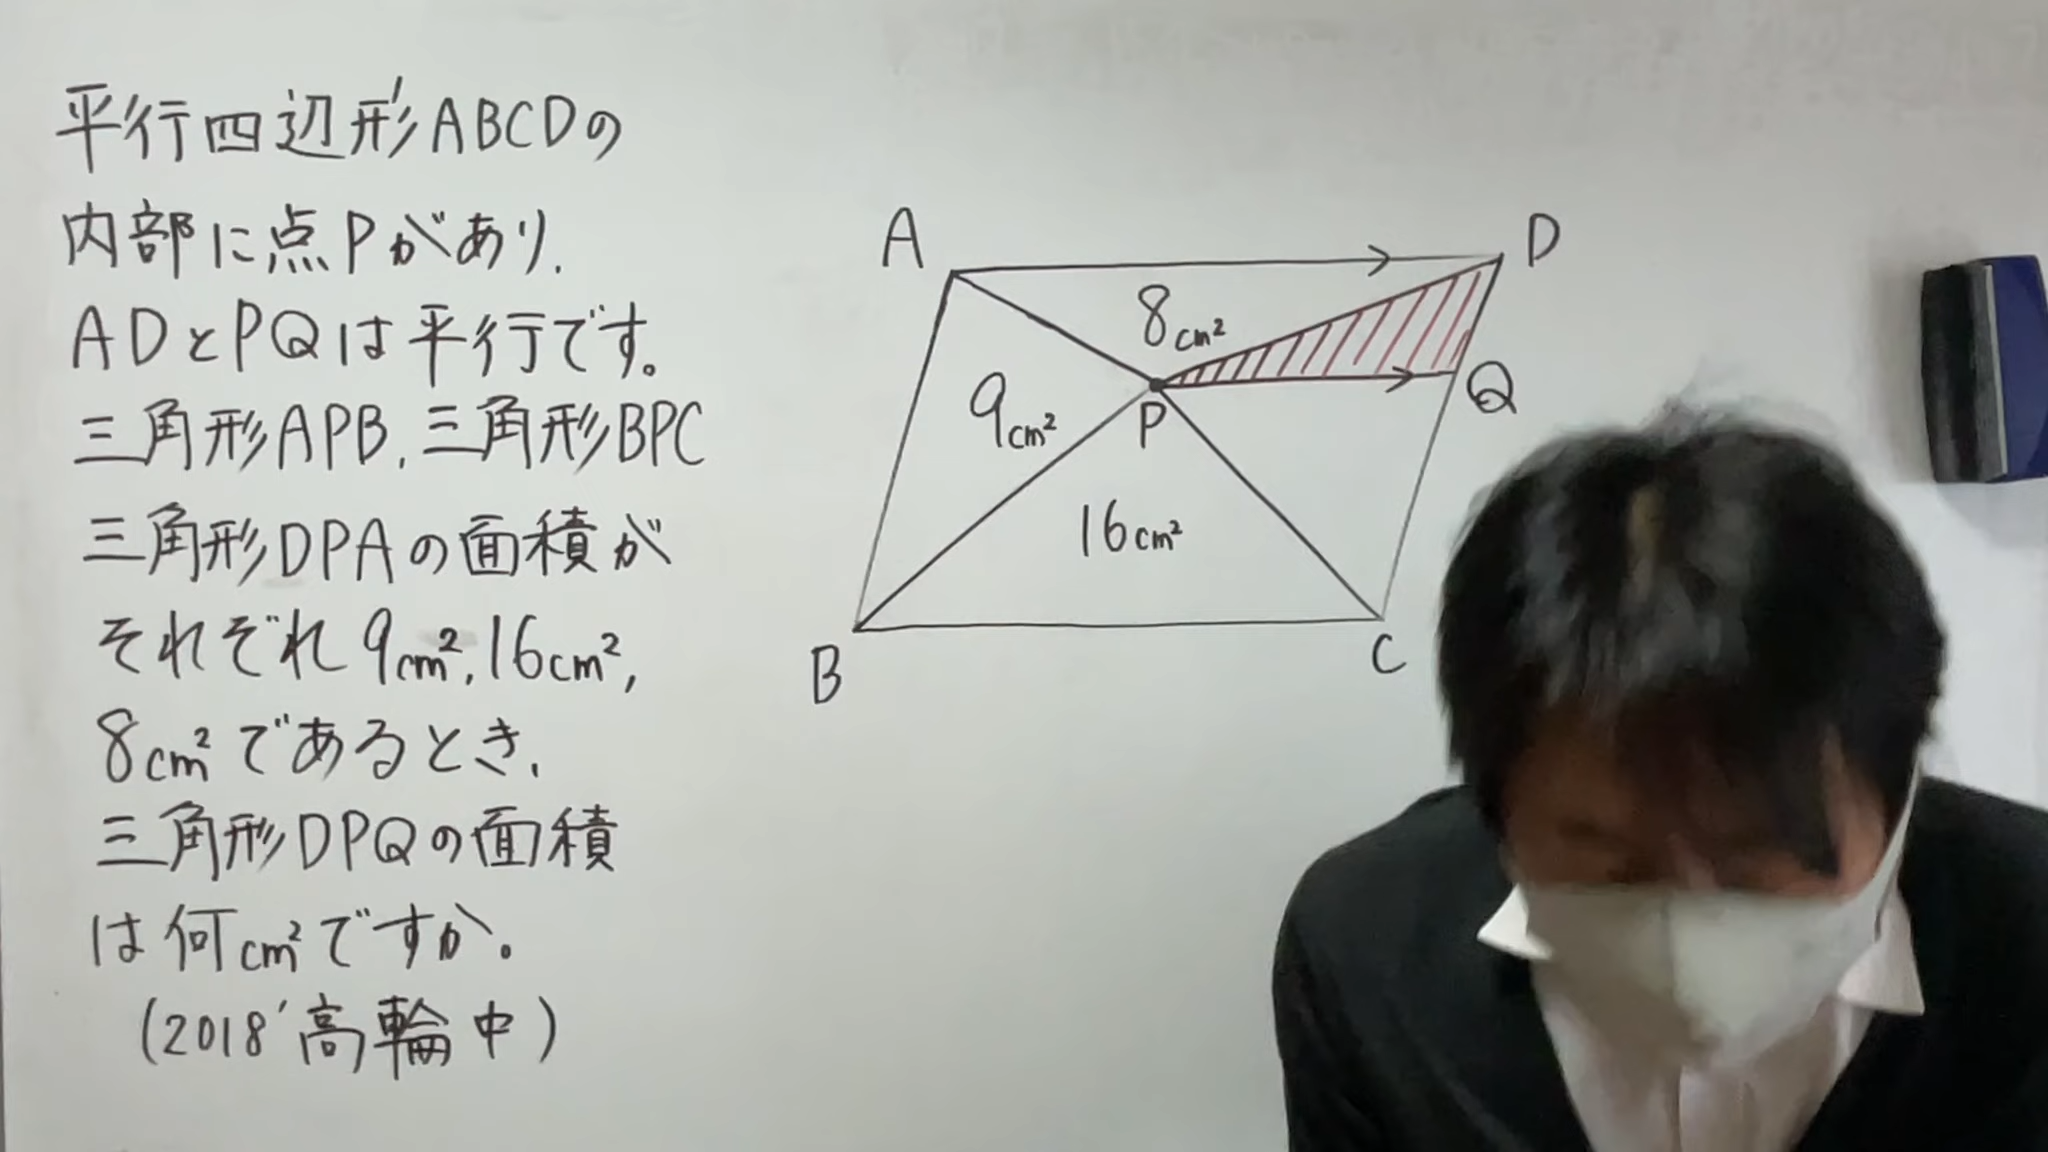 平行四辺形ABCDの
内部に点Pがあり、
ADとPQは平行です。
三角形APB、三角形BPC
三角形DPAの面積が
それぞれ9cm²、16cm²、
8cm²であるとき、
三角形DPQの面積
は何cm²ですか。
(2018'高輪中)
A
D
8cm²
9cm²
P
Q
16cm²
B
C